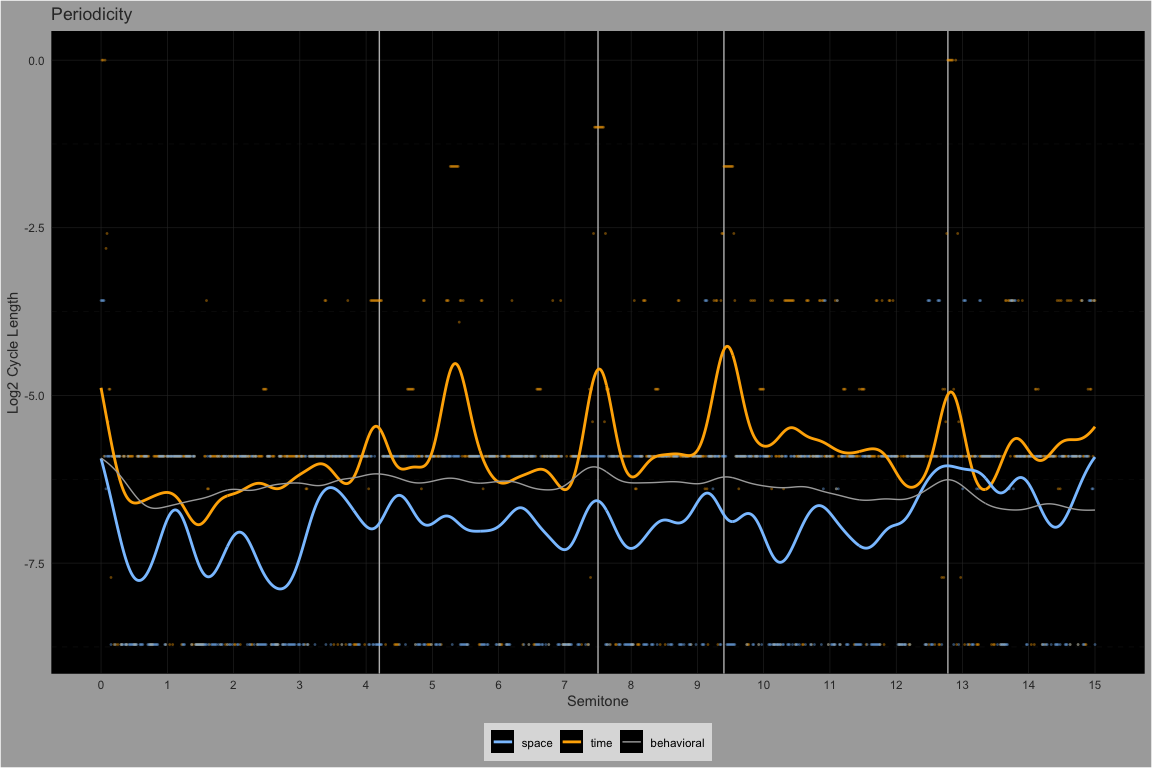 Periodicity
Log2 Cycle Length
0.0
-2.5
-5.0
-7.5
0 1 2 3 4 5 6 7 8 9 10 11 12 13 14 15
Semitone
space time behavioral